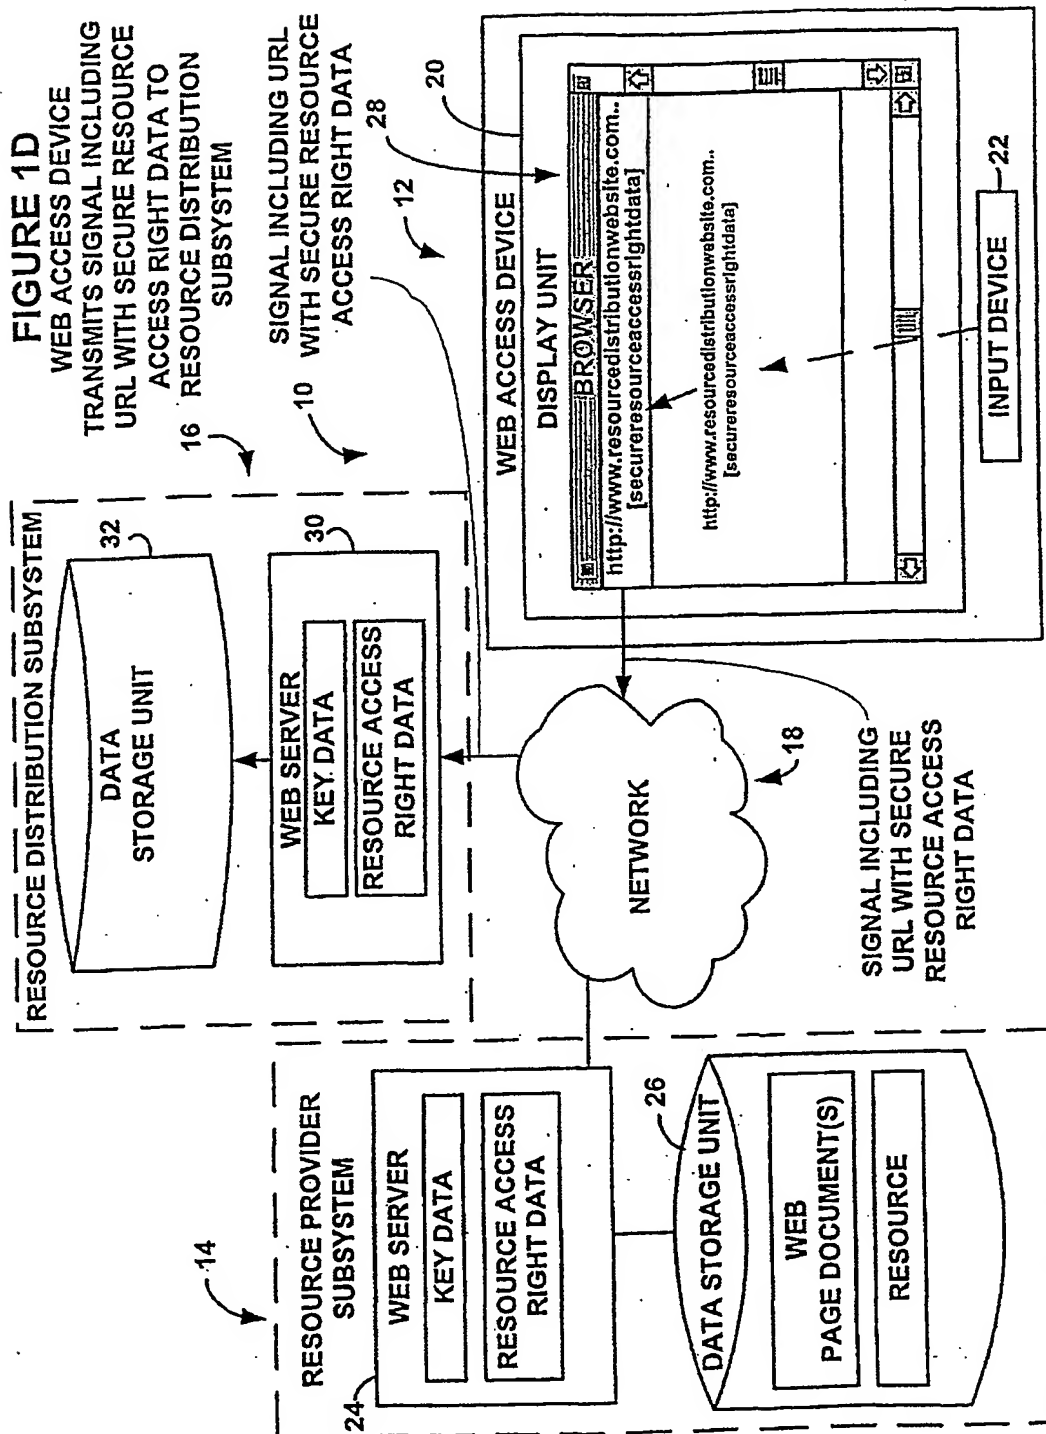 FIGURE 1D
WEB ACCESS DEVICE
TRANSMITS SIGNAL INCLUDING
URL WITH SECURE RESOURCE
ACCESS RIGHT DATA TO
RESOURCE DISTRIBUTION
SUBSYSTEM
16
10
SIGNAL INCLUDING URL
WITH SECURE RESOURCE
ACCESS RIGHT DATA
12
RESOURCE DISTRIBUTION SUBSYSTEM
32
DATA
STORAGE UNIT
30
WEB SERVER
KEY DATA
RESOURCE ACCESS
RIGHT DATA
28
20
WEB ACCESS DEVICE
DISPLAY UNIT
BROWSER
http://www.resourcedistributionwebsite.com..
[secureresourceaccessrightdata]
http://www.resourcedistributionwebsite.com..
[secureresourceaccessrightdata]
22
INPUT DEVICE
NETWORK
18
SIGNAL INCLUDING
URL WITH SECURE
RESOURCE ACCESS
RIGHT DATA
14
RESOURCE PROVIDER
SUBSYSTEM
24
WEB SERVER
KEY DATA
RESOURCE ACCESS
RIGHT DATA
26
DATA STORAGE UNIT
WEB
PAGE DOCUMENT(S)
RESOURCE